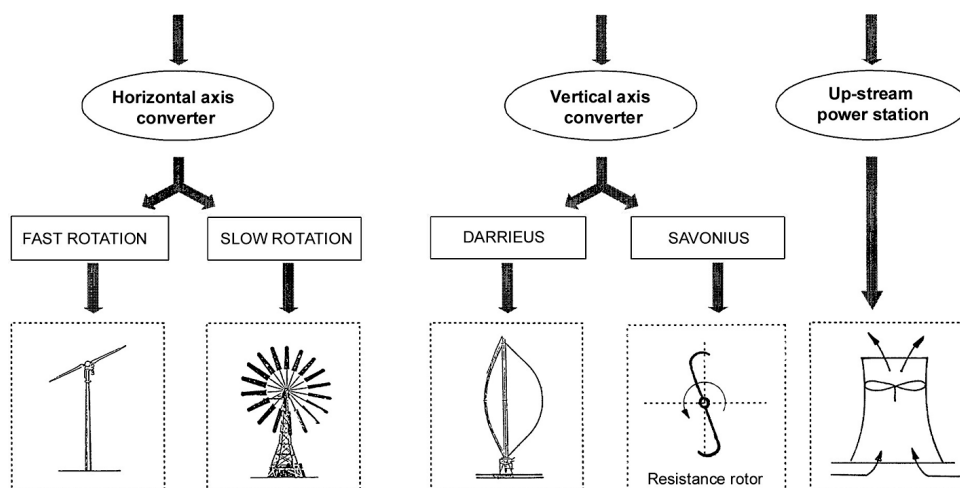 Horizontal axis
converter
Vertical axis
converter
Up-stream
power station
FAST ROTATION
SLOW ROTATION
DARRIEUS
SAVONIUS
Resistance rotor